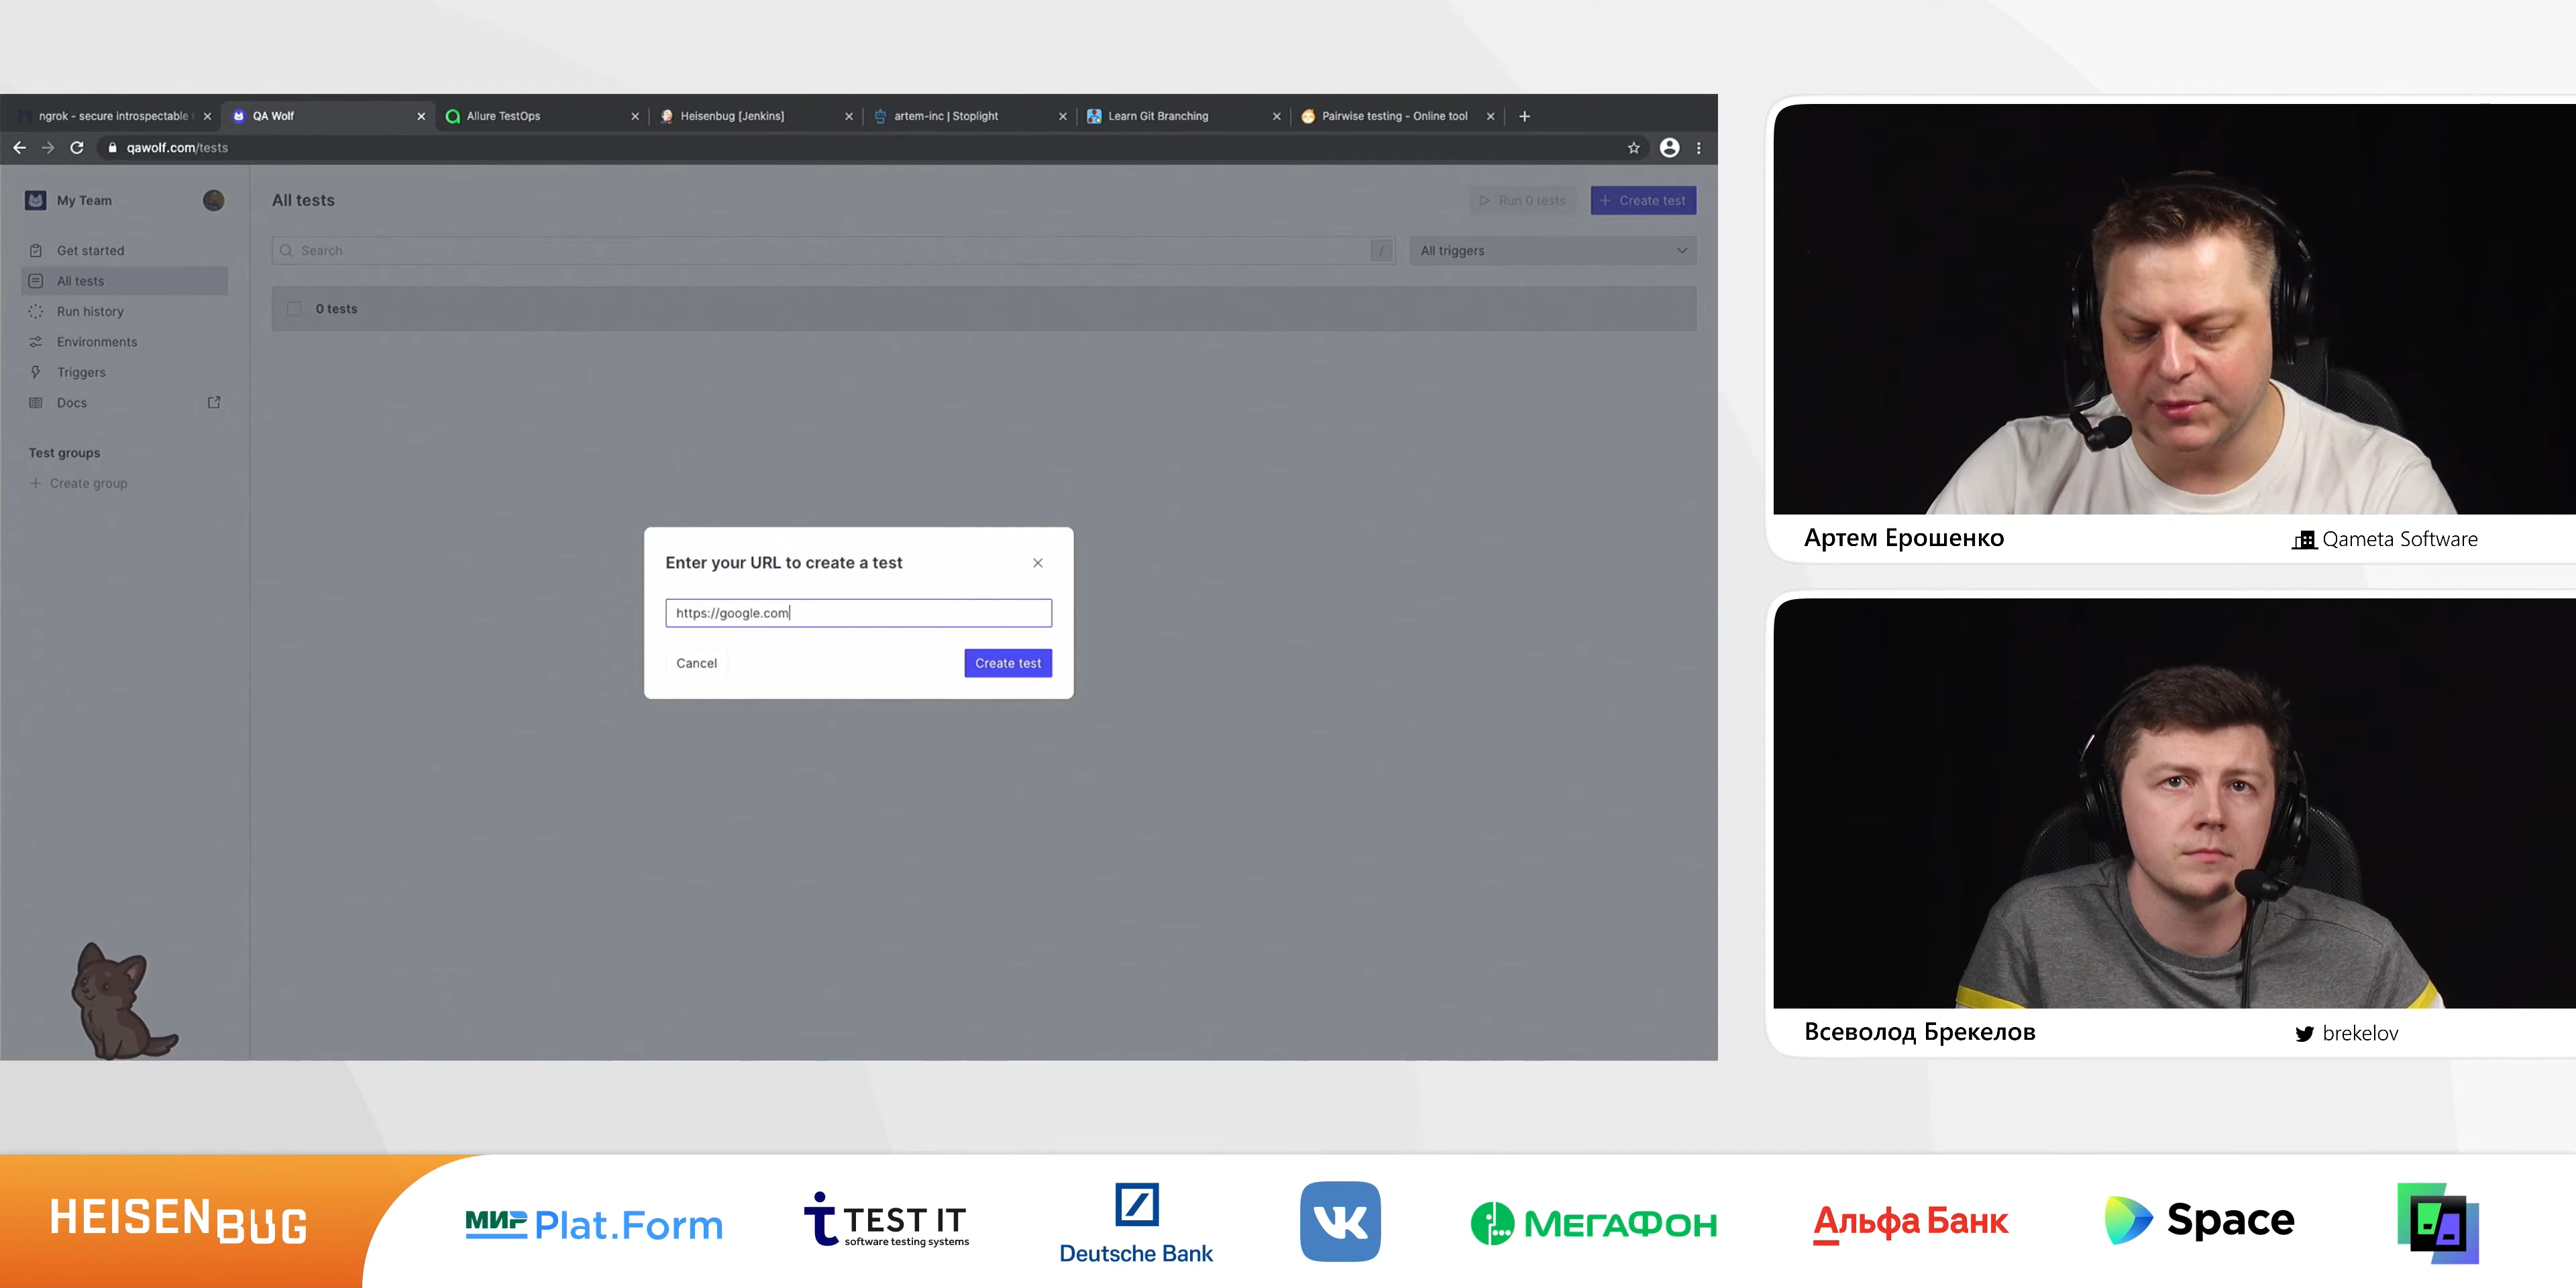 ngrok - secure introspectable
QA Wolf
Allure TestOps
Heisenbug [Jenkins]
artem-inc | Stoplight
Learn Git Branching
Pairwise testing - Online tool
qawolf.com/tests
My Team
Get started
All tests
Run history
Environments
Triggers
Docs
Test groups
+ Create group
All tests
Run 0 tests
+ Create test
Search
/
All triggers
0 tests
Enter your URL to create a test
https://google.com
Cancel
Create test
Артем Ерошенко
Qameta Software
Всеволод Брекелов
brekelov
HEISENBUG
МИР Plat.Form
TEST IT
software testing systems
Deutsche Bank
VK
МЕГАФОН
Альфа Банк
Space